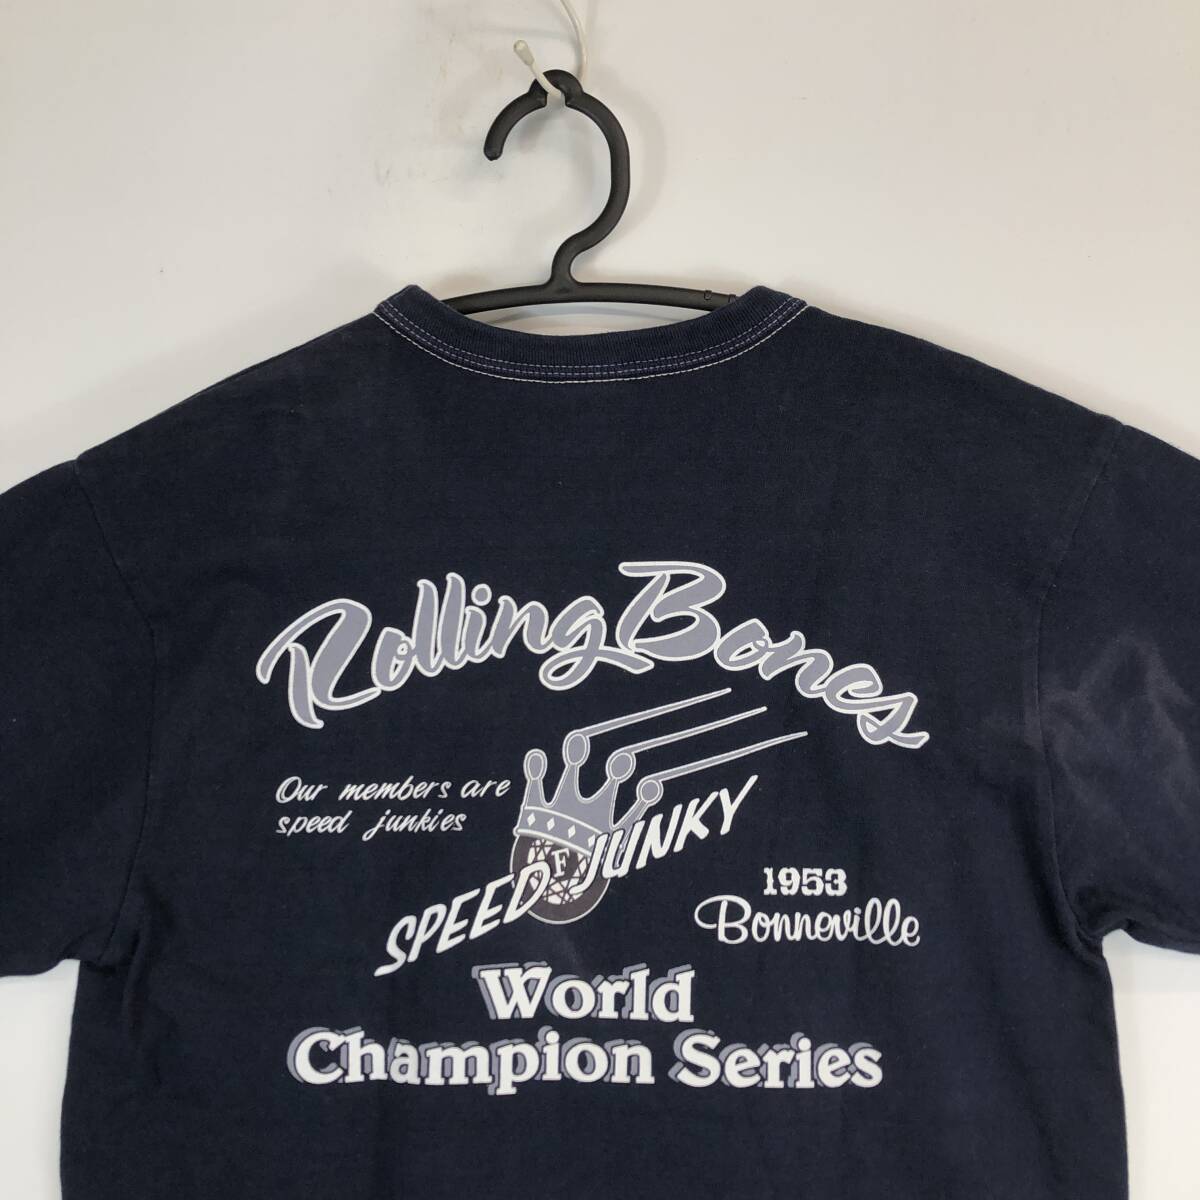 Rolling Bones
Our members are
speed junkies
F
SPEED JUNKY
1953
Bonneville
World
Champion Series